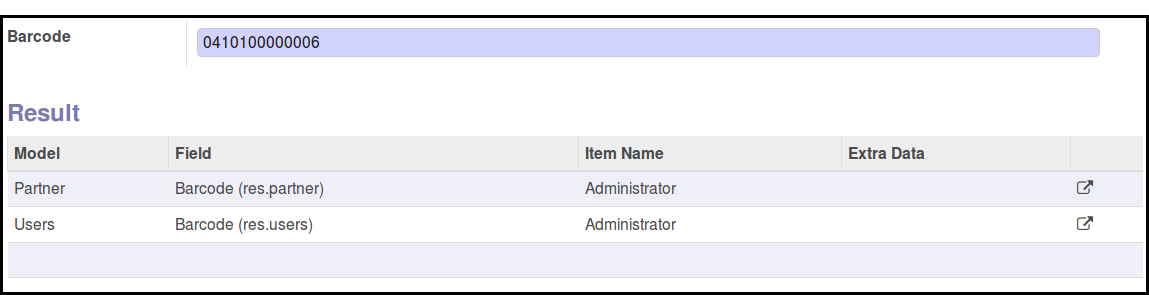 Barcode 0410100000006
Result
Model Field Item Name Extra Data
Partner Barcode (res.partner) Administrator
Users Barcode (res.users) Administrator